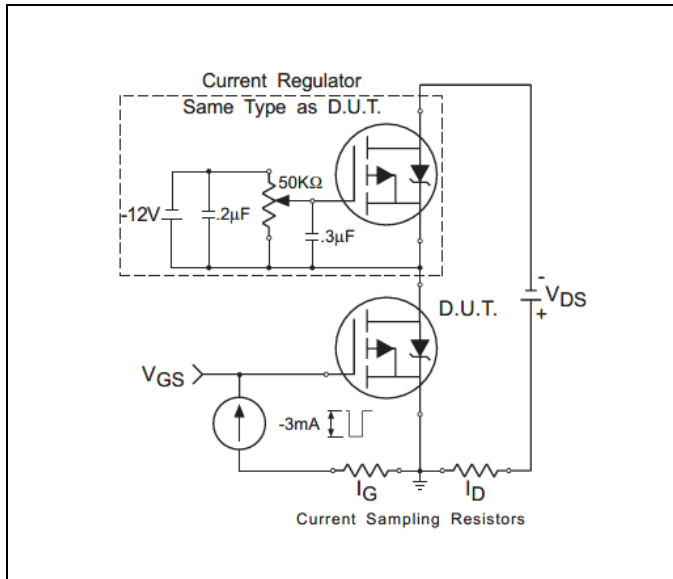 Current Regulator
Same Type as D.U.T.
50KΩ
-12V
.2μF
.3μF
D.U.T.
-
VDS
+
VGS
-3mA
IG
ID
Current Sampling Resistors